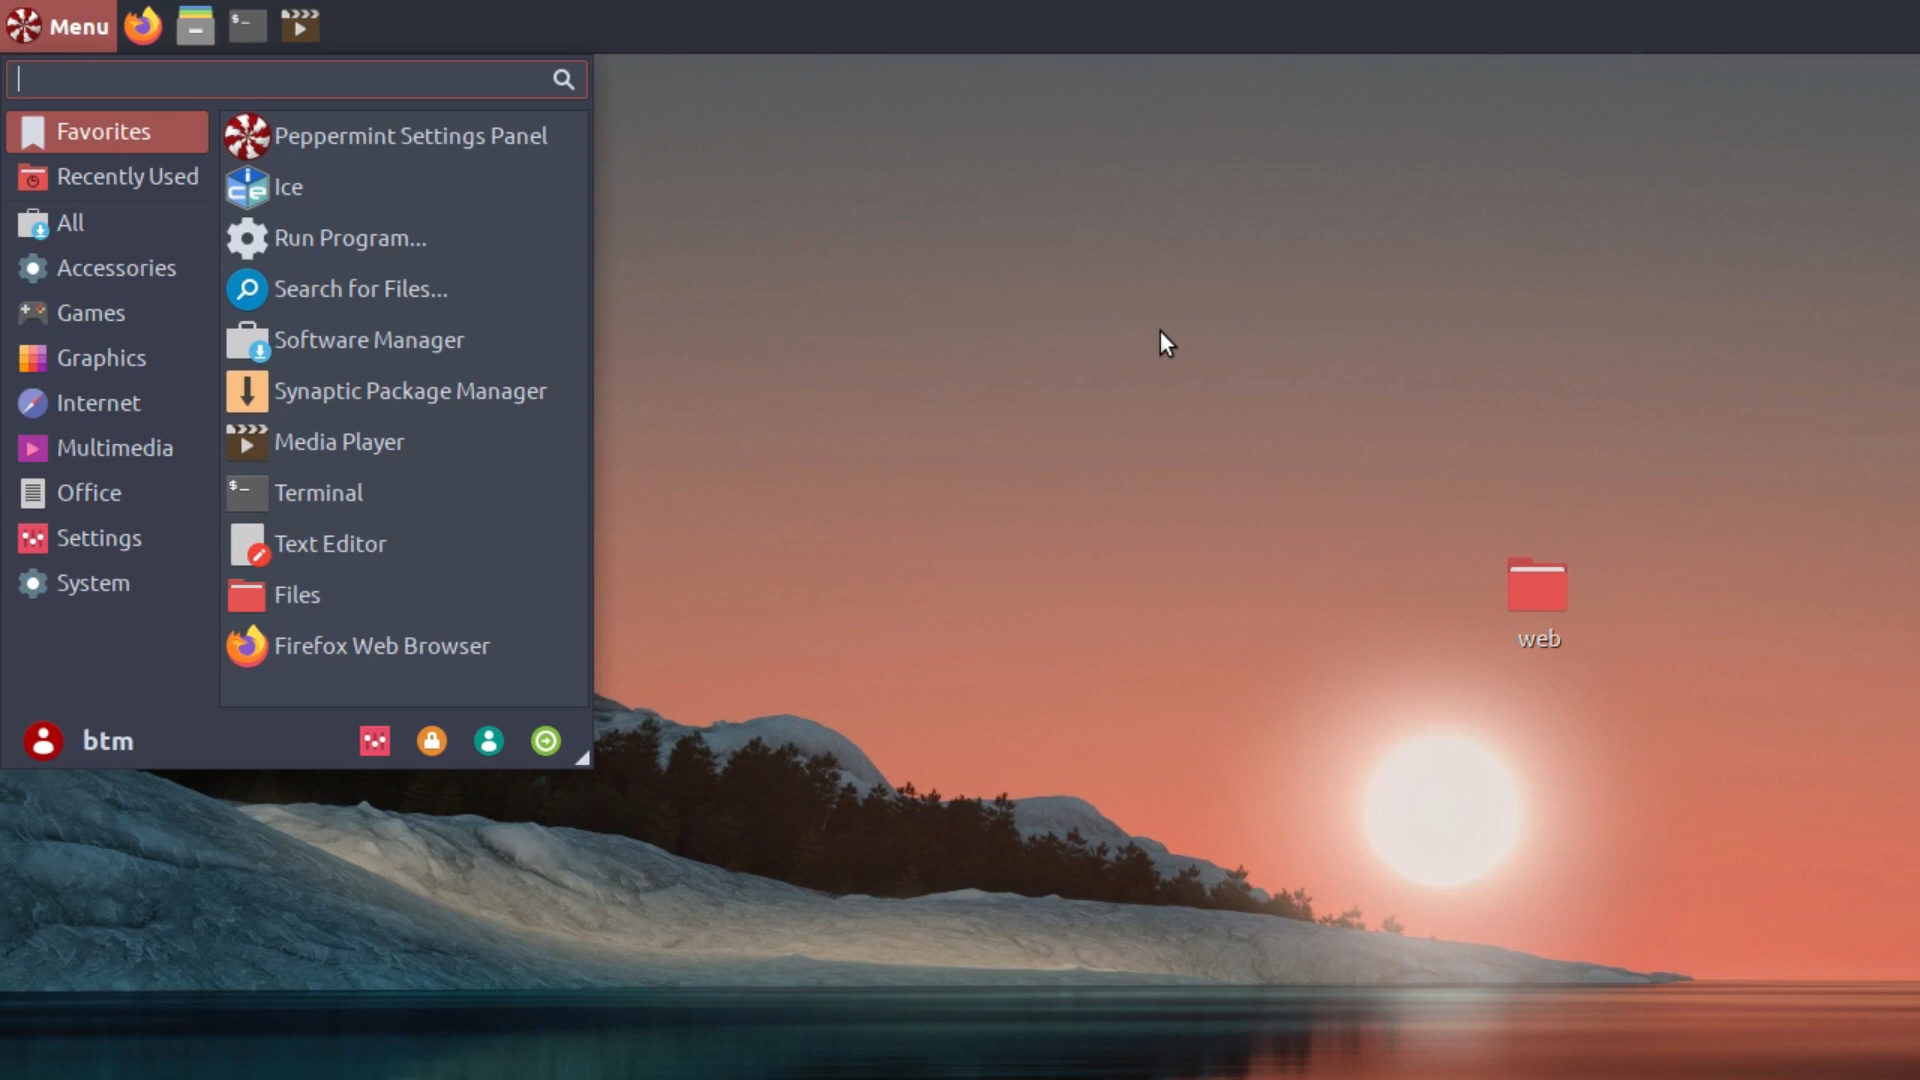 Menu
$_
Favorites
Recently Used
All
Accessories
Games
Graphics
Internet
Multimedia
Office
Settings
System
Peppermint Settings Panel
ice
Ice
Run Program...
Search for Files...
Software Manager
Synaptic Package Manager
Media Player
$_
Terminal
Text Editor
Files
Firefox Web Browser
btm
web